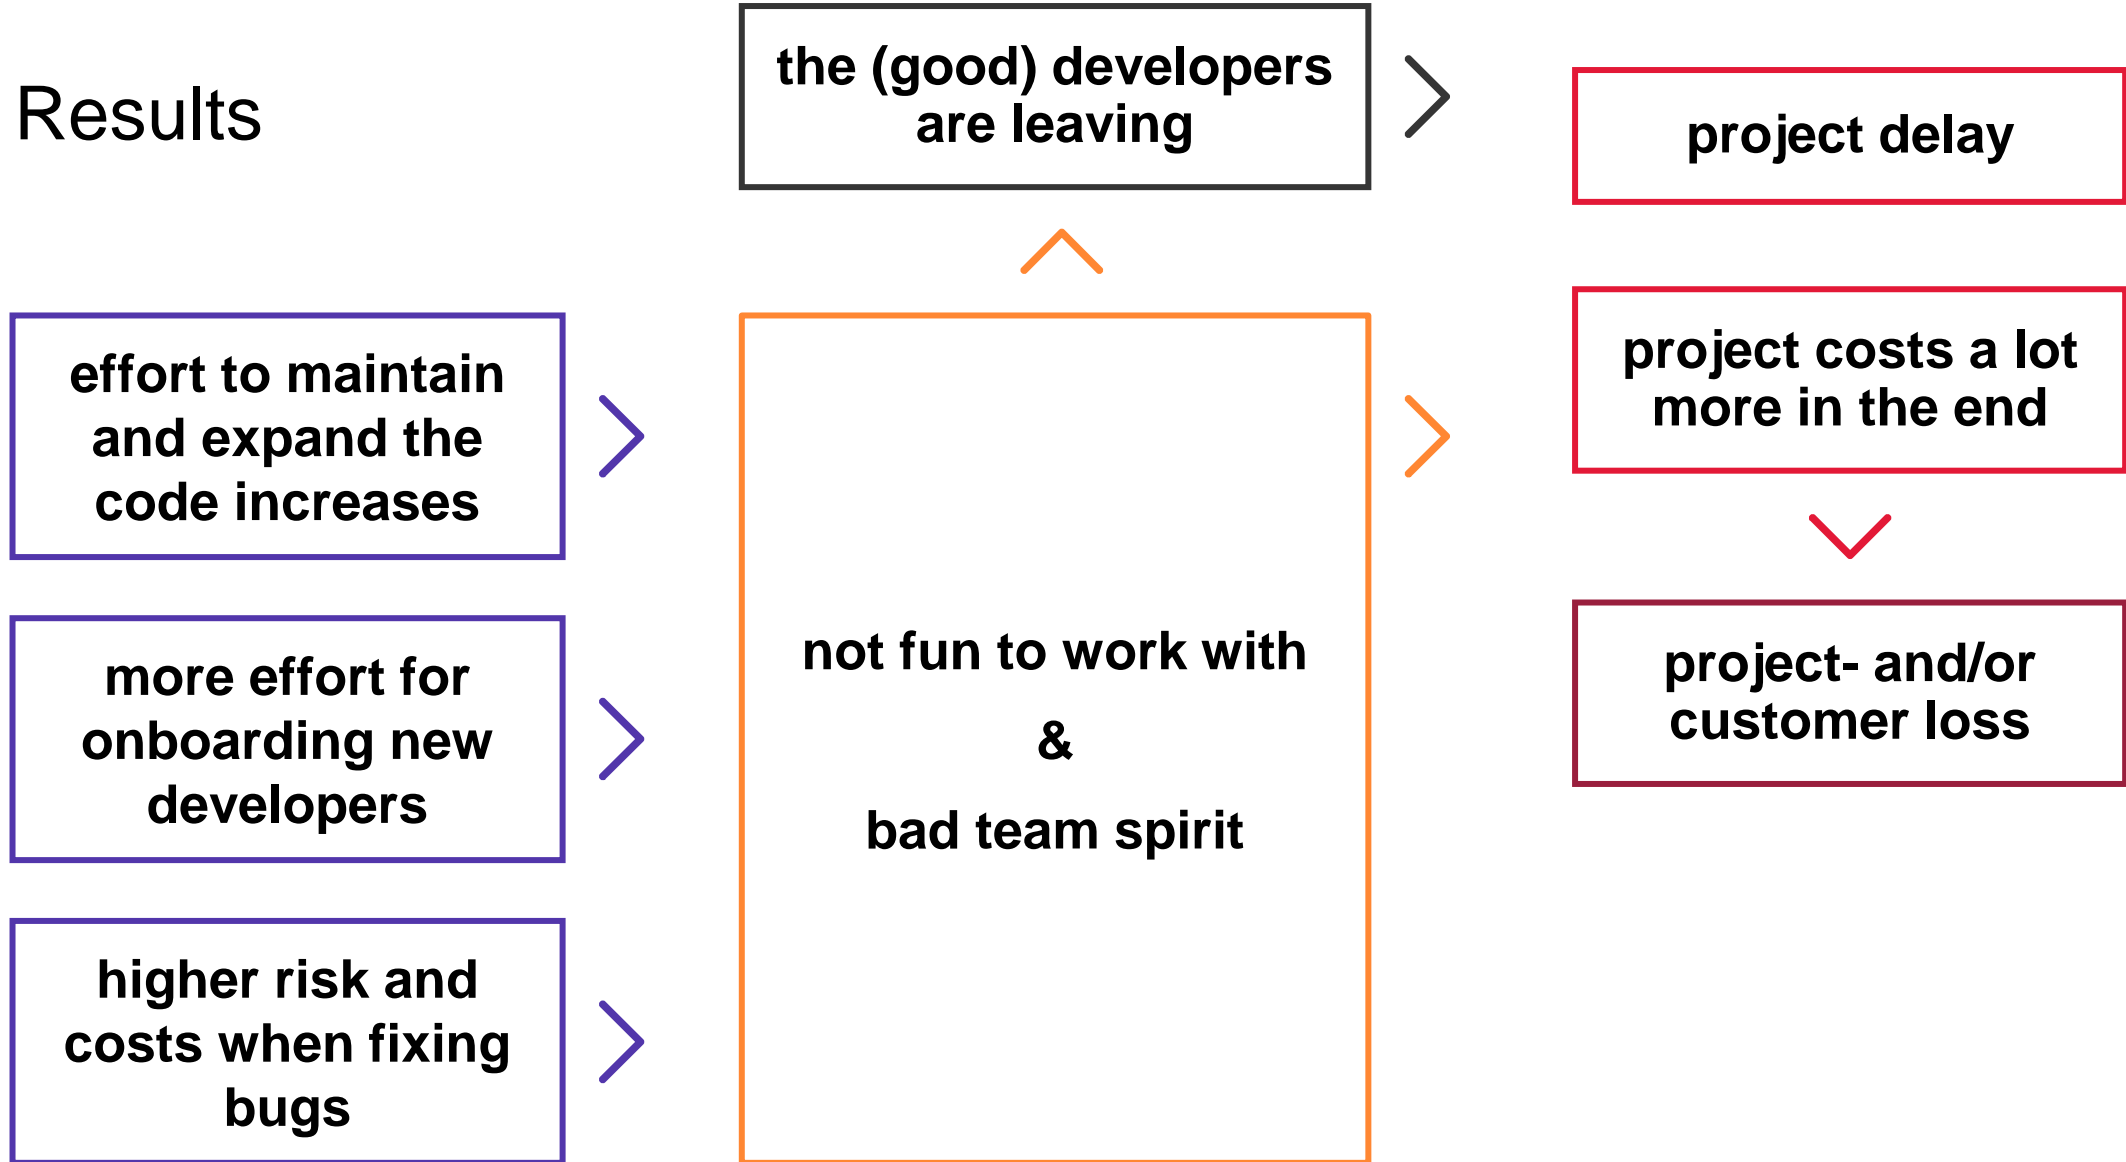 Results
the (good) developers
are leaving
project delay
effort to maintain
and expand the
code increases
more effort for
onboarding new
developers
higher risk and
costs when fixing
bugs
not fun to work with
&
bad team spirit
project costs a lot
more in the end
project- and/or
customer loss